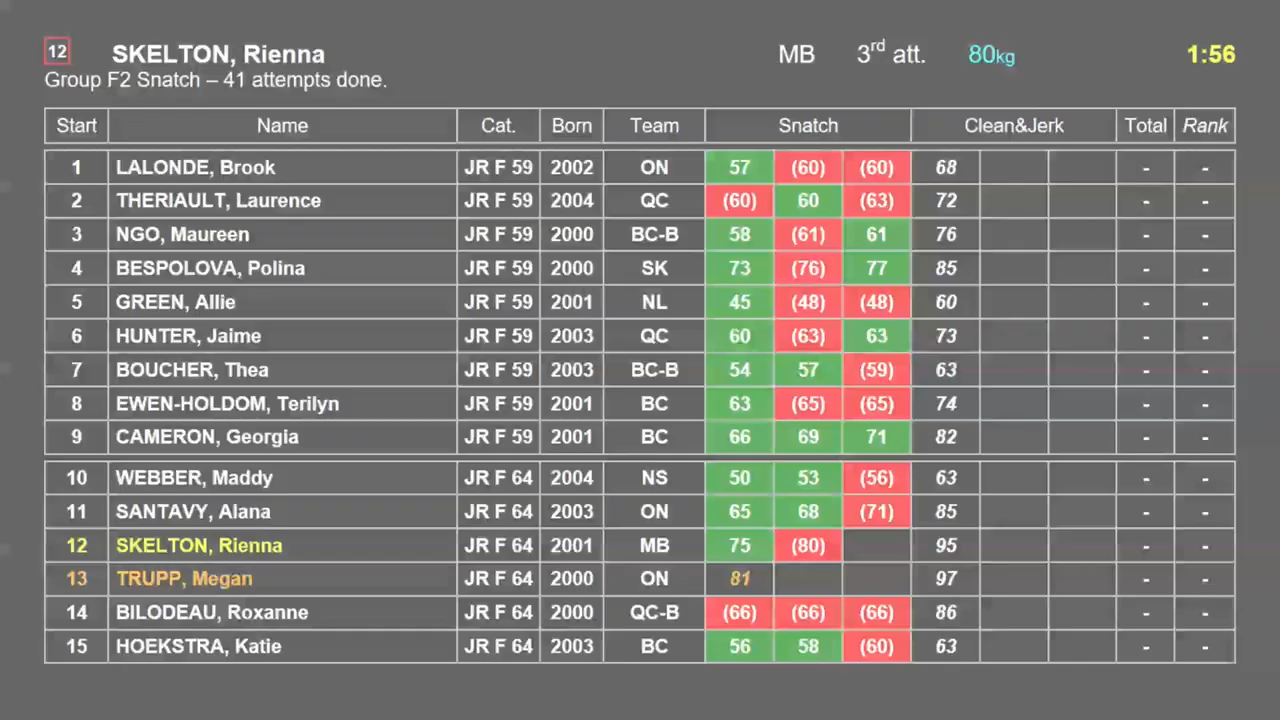 12 SKELTON, Rienna MB 3rd att. 80kg 1:56
Group F2 Snatch – 41 attempts done.
Start Name Cat. Born Team Snatch Clean&Jerk Total Rank
1 LALONDE, Brook JR F 59 2002 ON 57 (60) (60) 68 - -
2 THERIAULT, Laurence JR F 59 2004 QC (60) 60 (63) 72 - -
3 NGO, Maureen JR F 59 2000 BC-B 58 (61) 61 76 - -
4 BESPOLOVA, Polina JR F 59 2000 SK 73 (76) 77 85 - -
5 GREEN, Allie JR F 59 2001 NL 45 (48) (48) 60 - -
6 HUNTER, Jaime JR F 59 2003 QC 60 (63) 63 73 - -
7 BOUCHER, Thea JR F 59 2003 BC-B 54 57 (59) 63 - -
8 EWEN-HOLDOM, Terilyn JR F 59 2001 BC 63 (65) (65) 74 - -
9 CAMERON, Georgia JR F 59 2001 BC 66 69 71 82 - -
10 WEBBER, Maddy JR F 64 2004 NS 50 53 (56) 63 - -
11 SANTAVY, Alana JR F 64 2003 ON 65 68 (71) 85 - -
12 SKELTON, Rienna JR F 64 2001 MB 75 (80) 95 - -
13 TRUPP, Megan JR F 64 2000 ON 81 97 - -
14 BILODEAU, Roxanne JR F 64 2000 QC-B (66) (66) (66) 86 - -
15 HOEKSTRA, Katie JR F 64 2003 BC 56 58 (60) 63 - -